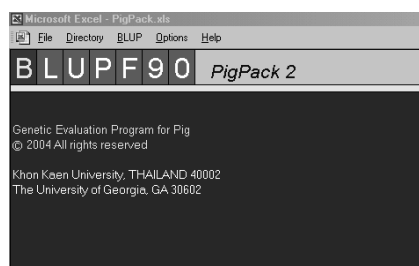 Microsoft Excel - PigPack.xls
File Directory BLUP Options Help
BLUPF90 PigPack 2
Genetic Evaluation Program for Pig
© 2004 All rights reserved
Khon Kaen University, THAILAND 40002
The University of Georgia, GA 30602